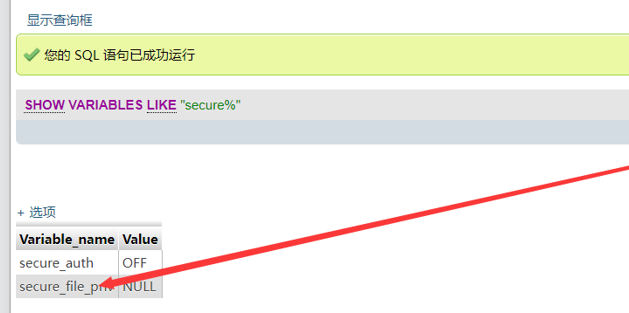 显示查询框
您的 SQL 语句已成功运行
SHOW VARIABLES LIKE "secure%"
+ 选项
Variable_name Value
secure_auth OFF
secure_file_priv NULL